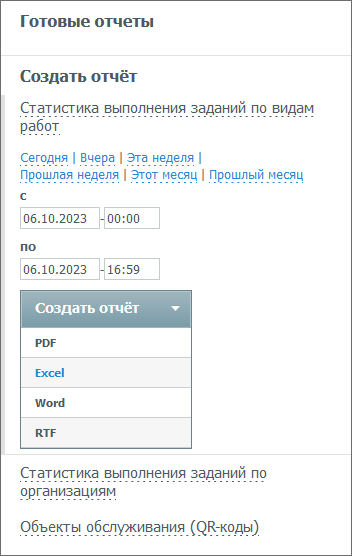 Готовые отчеты
Создать отчёт
Статистика выполнения заданий по видам
работ
Сегодня | Вчера | Эта неделя |
Прошлая неделя | Этот месяц | Прошлый месяц
с
06.10.2023 - 00:00
по
06.10.2023 - 16:59
Создать отчёт
PDF
Excel
Word
RTF
Статистика выполнения заданий по
организациям
Объекты обслуживания (QR-коды)